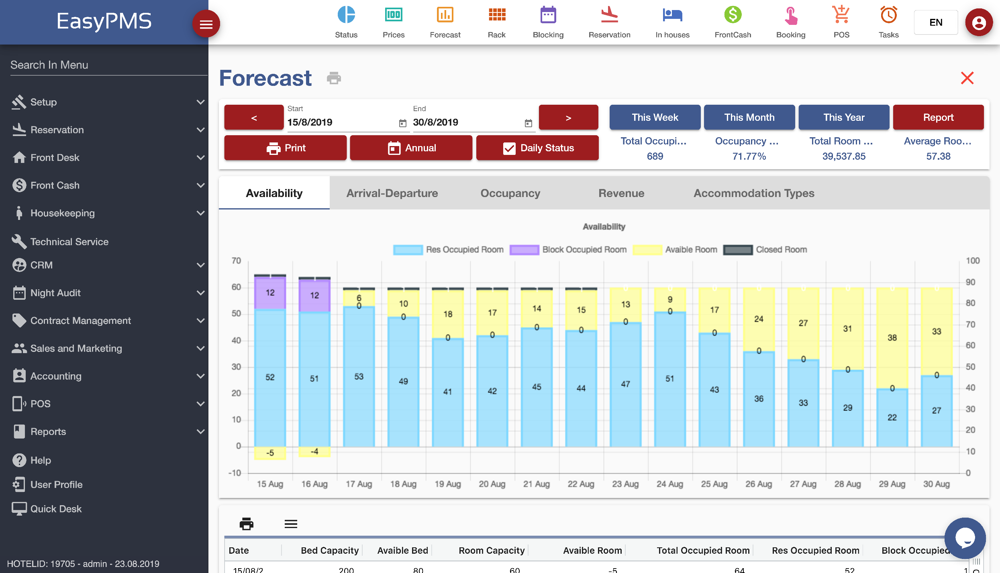 EasyPMS
Status
Prices
Forecast
Rack
Blocking
Reservation
In houses
FrontCash
Booking
POS
Tasks
EN
Search In Menu
Setup
Reservation
Front Desk
Front Cash
Housekeeping
Technical Service
CRM
Night Audit
Contract Management
Sales and Marketing
Accounting
POS
Reports
Help
User Profile
Quick Desk
HOTELID: 19705 - admin - 23.08.2019
Forecast
<
Start
15/8/2019
End
30/8/2019
>
This Week
This Month
This Year
Report
Print
Annual
Daily Status
Total Occupi...
689
Occupancy ...
71.77%
Total Room ...
39,537.85
Average Roo...
57.38
Availability
Arrival-Departure
Occupancy
Revenue
Accommodation Types
Availability
Res Occupied Room
Block Occupied Room
Avaible Room
Closed Room
70
60
50
40
30
20
10
0
-10
100
90
80
70
60
50
40
30
20
10
0
12 12 6 10 18 17 14 15 13 9 17 24 27 31 38 33
0 0 0 0 0 0 0 0 0 0 0 0 0 0
52 51 53 49 41 42 45 44 47 51 43 36 33 29 22 27
-5 -4
0 0 0 0 0 0 0 0
15 Aug 16 Aug 17 Aug 18 Aug 19 Aug 20 Aug 21 Aug 22 Aug 23 Aug 24 Aug 25 Aug 26 Aug 27 Aug 28 Aug 29 Aug 30 Aug
Date Bed Capacity Avaible Bed Room Capacity Avaible Room Total Occupied Room Res Occupied Room Block Occupied
15/08/2 200 80 60 -5 64 52